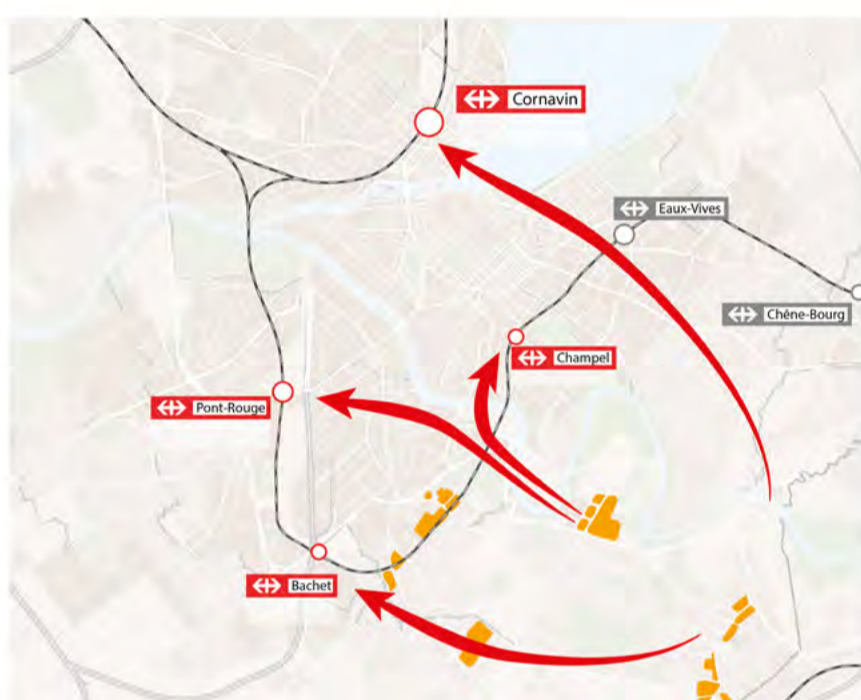 Cornavin
Eaux-Vives
Chêne-Bourg
Champel
Pont-Rouge
Bachet